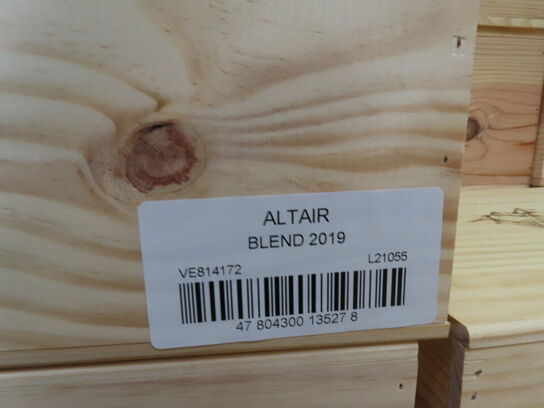 ALTAIR
BLEND 2019
VE814172 L21055
47 804300 13527 8